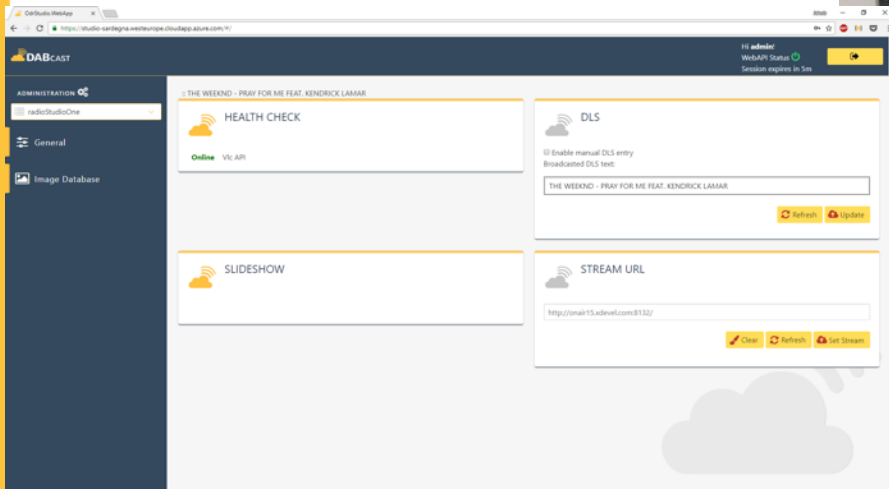 OdrStudio.WebApp
https://studio-sardegna.westeurope.cloudapp.azure.com/#/
DABCAST
Hi admin!
WebAPI Status
Session expires in 5m
ADMINISTRATION
radioStudioOne
General
Image Database
:: THE WEEKND - PRAY FOR ME FEAT. KENDRICK LAMAR
HEALTH CHECK
Online Vlc API
DLS
Enable manual DLS entry
Broadcasted DLS text:
THE WEEKND - PRAY FOR ME FEAT. KENDRICK LAMAR
Refresh Update
SLIDESHOW
STREAM URL
http://onair15.xdevel.com:8132/
Clear Refresh Set Stream